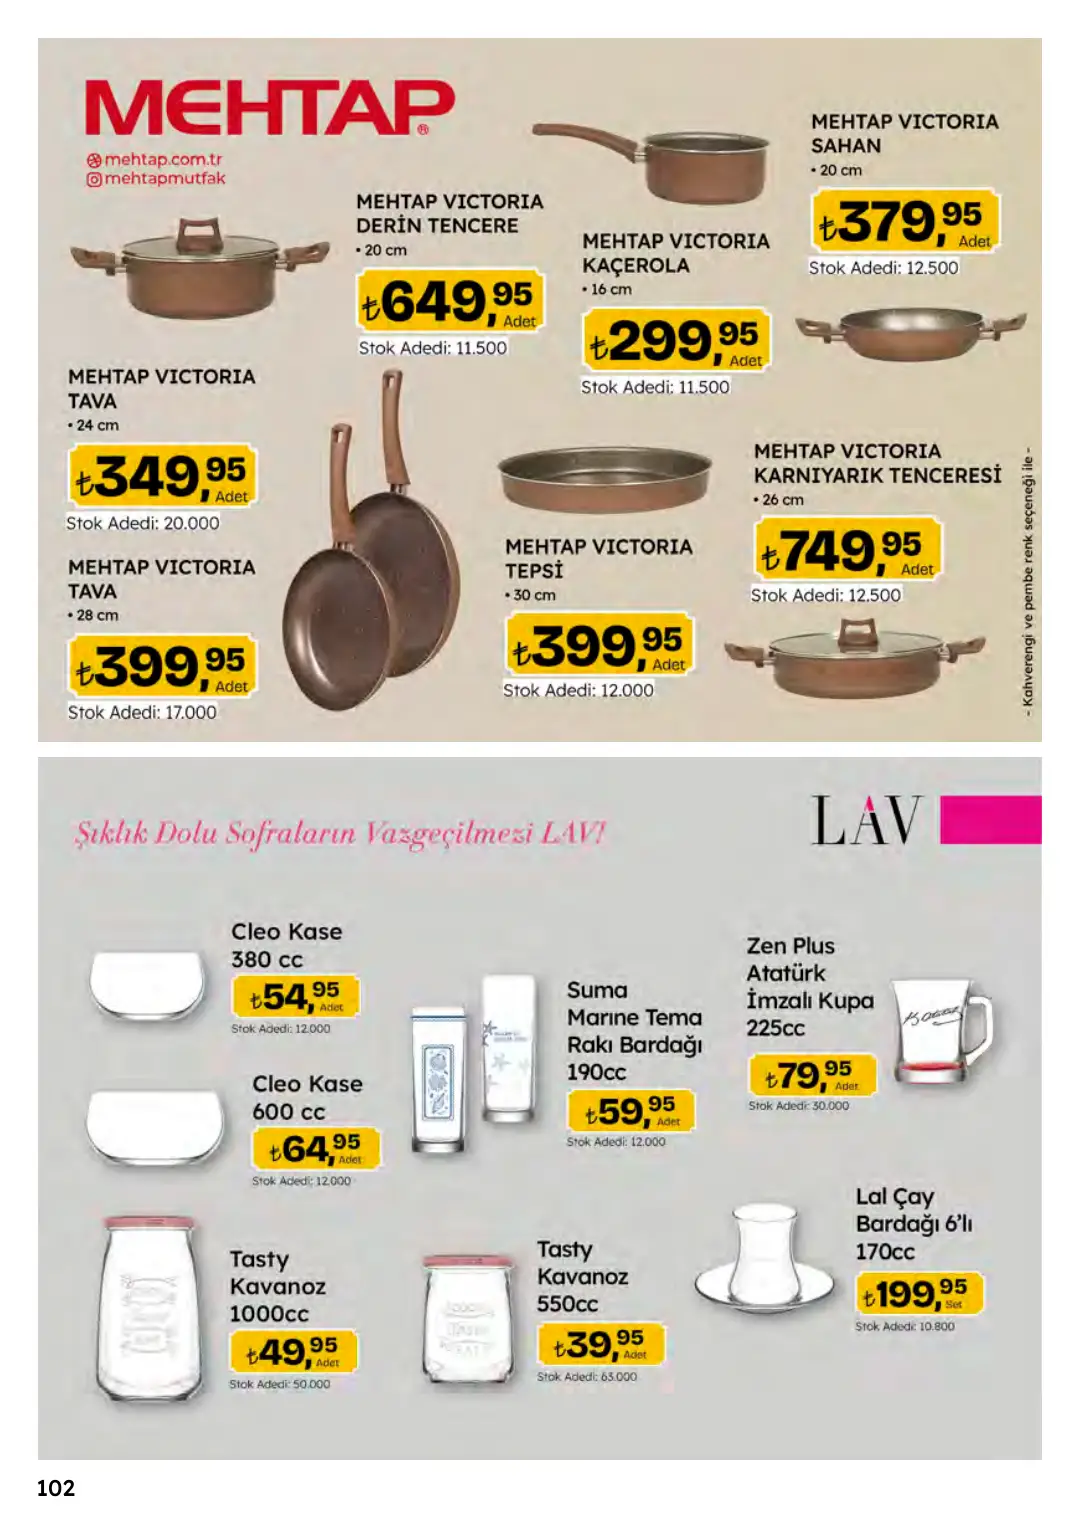 MEHTAP®
mehtap.com.tr
mehtapmutfak
MEHTAP VICTORIA
DERİN TENCERE
• 20 cm
₺649,95
Adet
Stok Adedi: 11.500
MEHTAP VICTORIA
KAÇEROLA
• 16 cm
₺299,95
Adet
Stok Adedi: 11.500
MEHTAP VICTORIA
SAHAN
• 20 cm
₺379,95
Adet
Stok Adedi: 12.500
MEHTAP VICTORIA
TAVA
• 24 cm
₺349,95
Adet
Stok Adedi: 20.000
MEHTAP VICTORIA
TAVA
• 28 cm
₺399,95
Adet
Stok Adedi: 17.000
MEHTAP VICTORIA
TEPSİ
• 30 cm
₺399,95
Adet
Stok Adedi: 12.000
MEHTAP VICTORIA
KARNIYARIK TENCERESİ
• 26 cm
₺749,95
Adet
Stok Adedi: 12.500
- Kahverengi ve pembe renk seçeneği ile -
Şıklık Dolu Sofraların Vazgeçilmezi LAV!
LAV
Cleo Kase
380 cc
₺54,95
Adet
Stok Adedi: 12.000
Cleo Kase
600 cc
₺64,95
Adet
Stok Adedi: 12.000
Suma
Marıne Tema
Rakı Bardağı
190cc
₺59,95
Adet
Stok Adedi: 12.000
Zen Plus
Atatürk
İmzalı Kupa
225cc
₺79,95
Adet
Stok Adedi: 30.000
Tasty
Kavanoz
1000cc
₺49,95
Adet
Stok Adedi: 50.000
Tasty
Kavanoz
550cc
₺39,95
Adet
Stok Adedi: 63.000
Lal Çay
Bardağı 6'lı
170cc
₺199,95
Set
Stok Adedi: 10.800
102